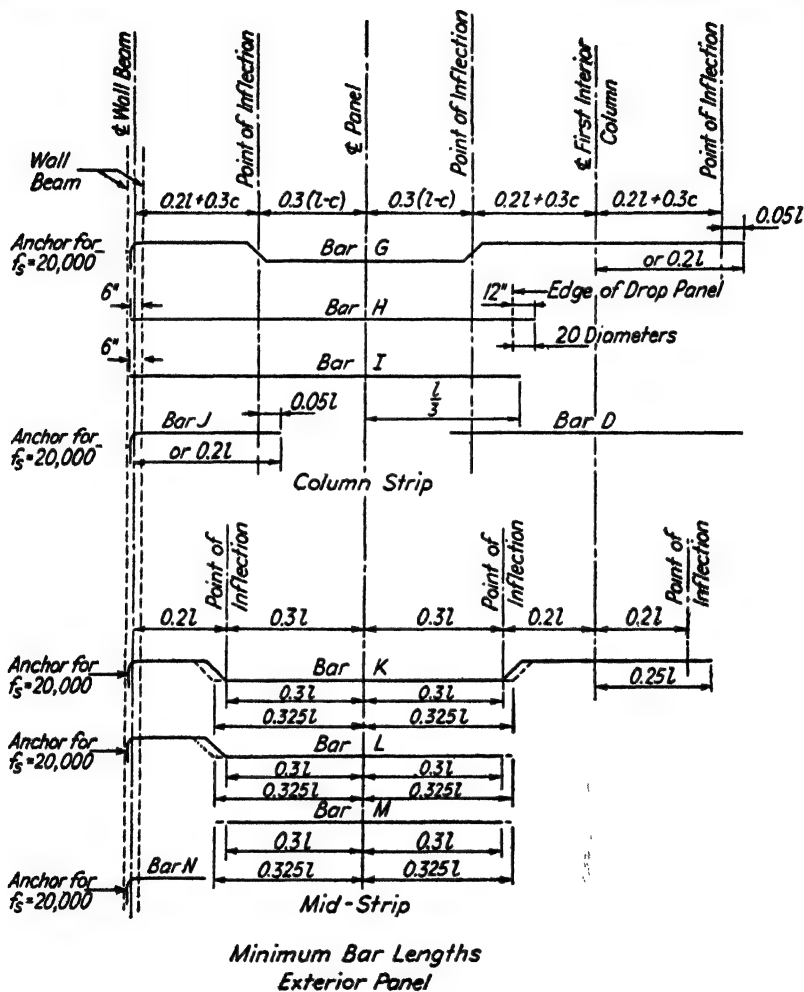 ℄ Wall Beam
Point of Inflection
℄ Panel
Point of Inflection
℄ First Interior
Column
Point of Inflection
Wall
Beam
0.2l+0.3c
0.3(l-c)
0.3(l-c)
0.2l+0.3c
0.2l+0.3c
0.05l
Anchor for
fs=20,000
Bar G
or 0.2l
6"
12"
Edge of Drop Panel
Bar H
20 Diameters
6"
Bar I
0.05l
l/3
Anchor for
fs=20,000
Bar J
Bar D
or 0.2l
Column Strip
Point of
Inflection
Point of
Inflection
Point of
Inflection
0.2l
0.3l
0.3l
0.2l
0.2l
Anchor for
fs=20,000
Bar K
0.3l
0.3l
0.25l
0.325l
0.325l
Anchor for
fs=20,000
Bar L
0.3l
0.3l
0.325l
0.325l
Bar M
0.3l
0.3l
0.325l
0.325l
Anchor for
fs=20,000
Bar N
Mid-Strip
Minimum Bar Lengths
Exterior Panel